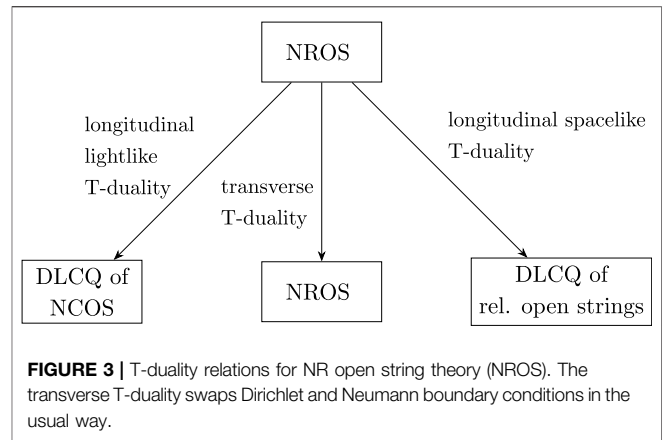 NROS
longitudinal
lightlike
T-duality
transverse
T-duality
longitudinal spacelike
T-duality
DLCQ of
NCOS
NROS
DLCQ of
rel. open strings
FIGURE 3 | T-duality relations for NR open string theory (NROS). The
transverse T-duality swaps Dirichlet and Neumann boundary conditions in the
usual way.